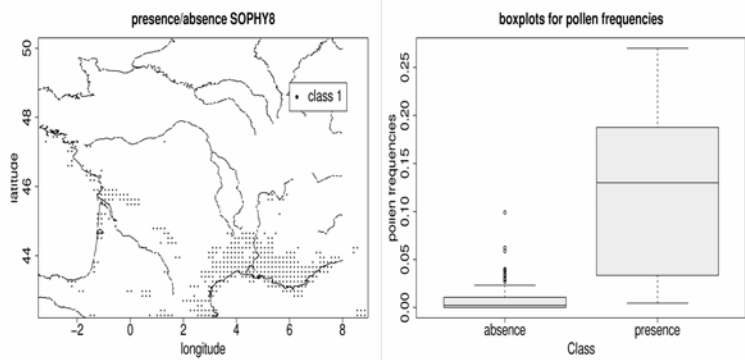 presence/absence SOPHY8
50
48
46
44
latitude
class 1
−2
0
2
4
6
8
longitude
boxplots for pollen frequencies
0.25
0.20
0.15
0.10
0.05
0.00
pollen frequencies
absence
presence
Class